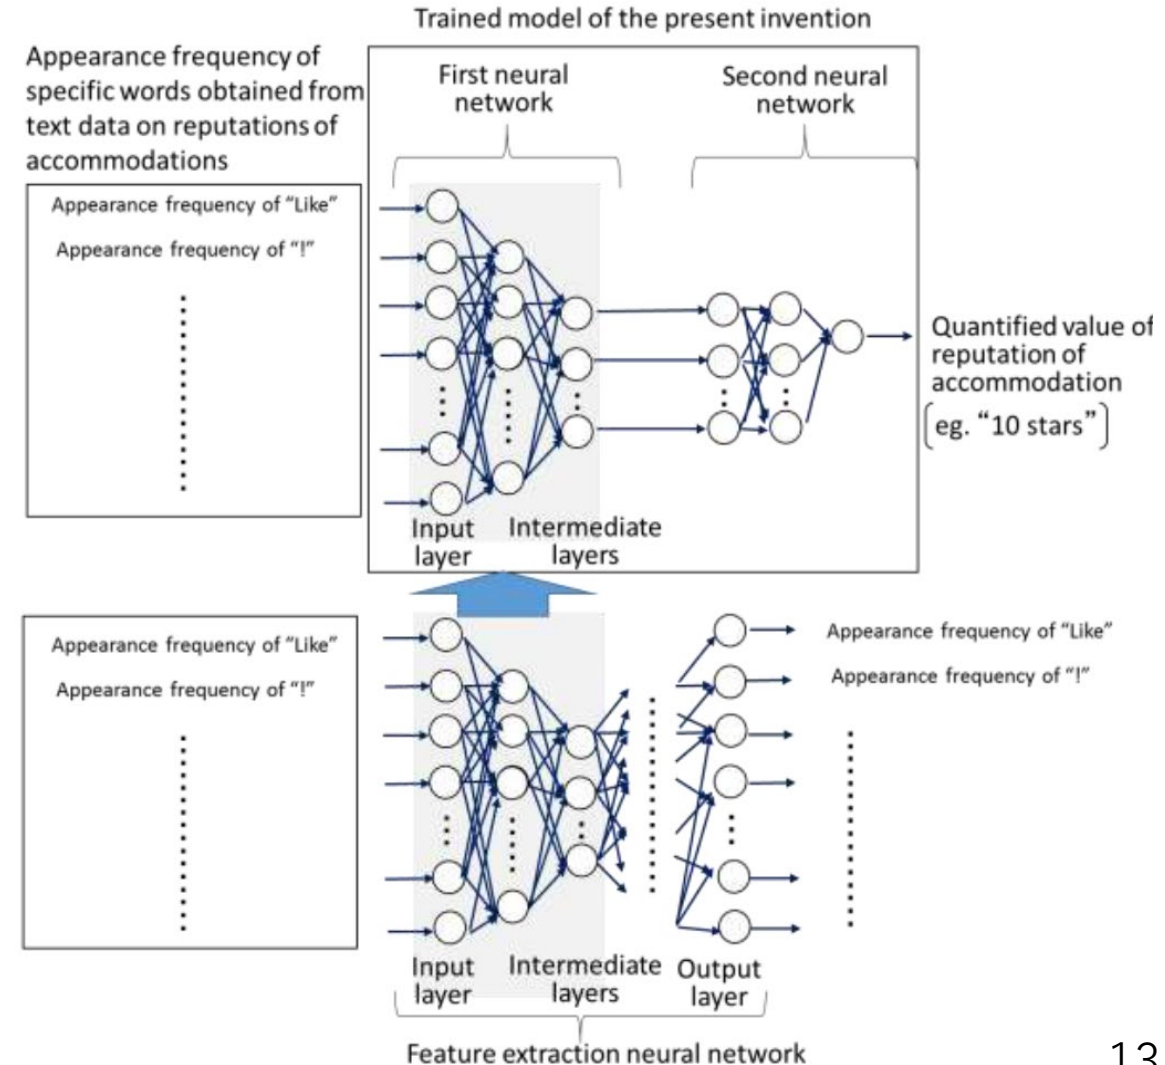 Trained model of the present invention
Appearance frequency of
specific words obtained from
text data on reputations of
accommodations
First neural
network
Second neural
network
Appearance frequency of "Like"
Appearance frequency of "!"
Quantified value of
reputation of
accommodation
[eg. "10 stars"]
Input
layer
Intermediate
layers
Appearance frequency of "Like"
Appearance frequency of "!"
Appearance frequency of "Like"
Appearance frequency of "!"
Input
layer
Intermediate
layers
Output
layer
Feature extraction neural network
13